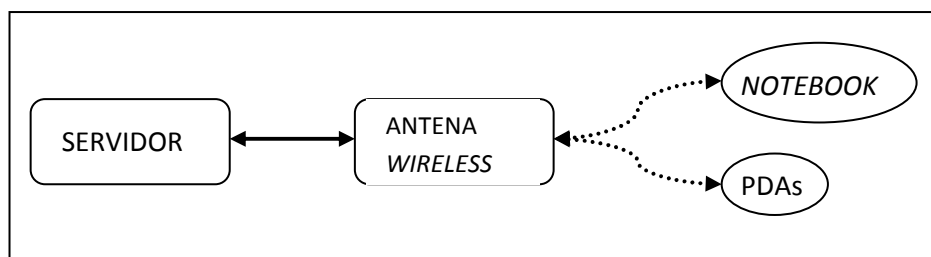 SERVIDOR
ANTENA
WIRELESS
NOTEBOOK
PDAs